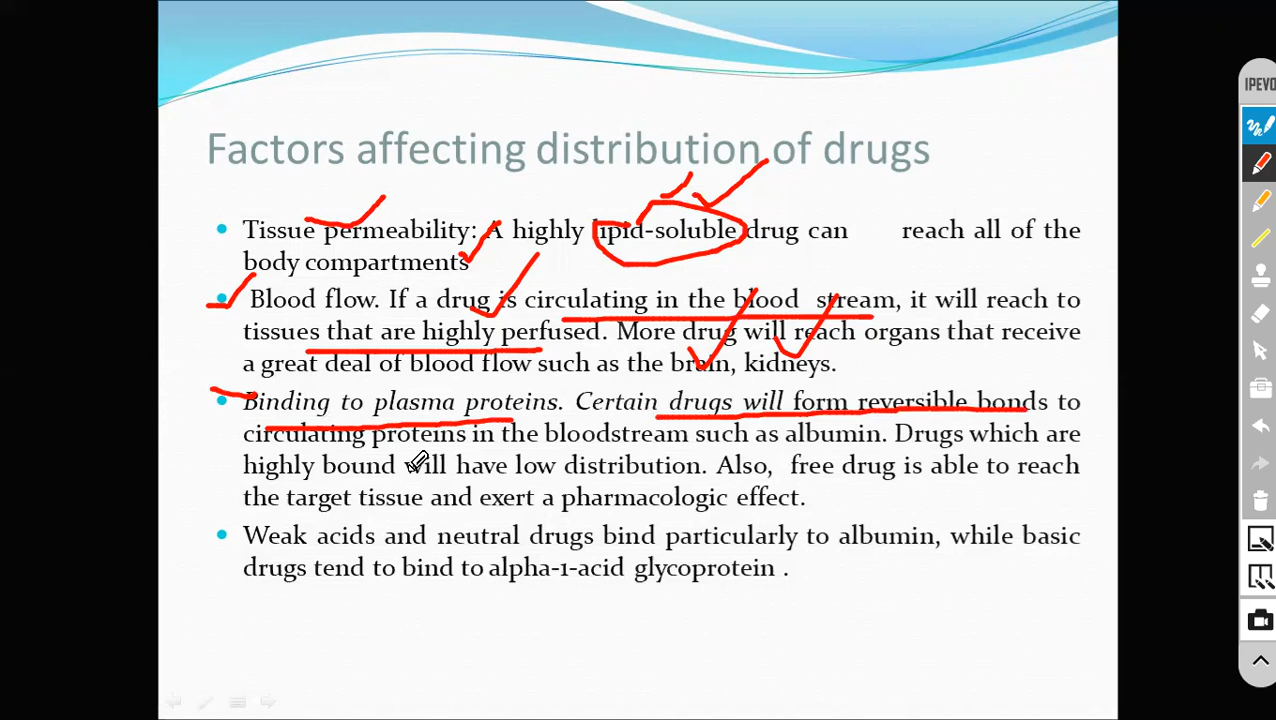 IPEVO
Factors affecting distribution of drugs
• Tissue permeability: A highly lipid-soluble drug can reach all of the
body compartments
• Blood flow. If a drug is circulating in the blood stream, it will reach to
tissues that are highly perfused. More drug will reach organs that receive
a great deal of blood flow such as the brain, kidneys.
• Binding to plasma proteins. Certain drugs will form reversible bonds to
circulating proteins in the bloodstream such as albumin. Drugs which are
highly bound will have low distribution. Also, free drug is able to reach
the target tissue and exert a pharmacologic effect.
• Weak acids and neutral drugs bind particularly to albumin, while basic
drugs tend to bind to alpha-1-acid glycoprotein .